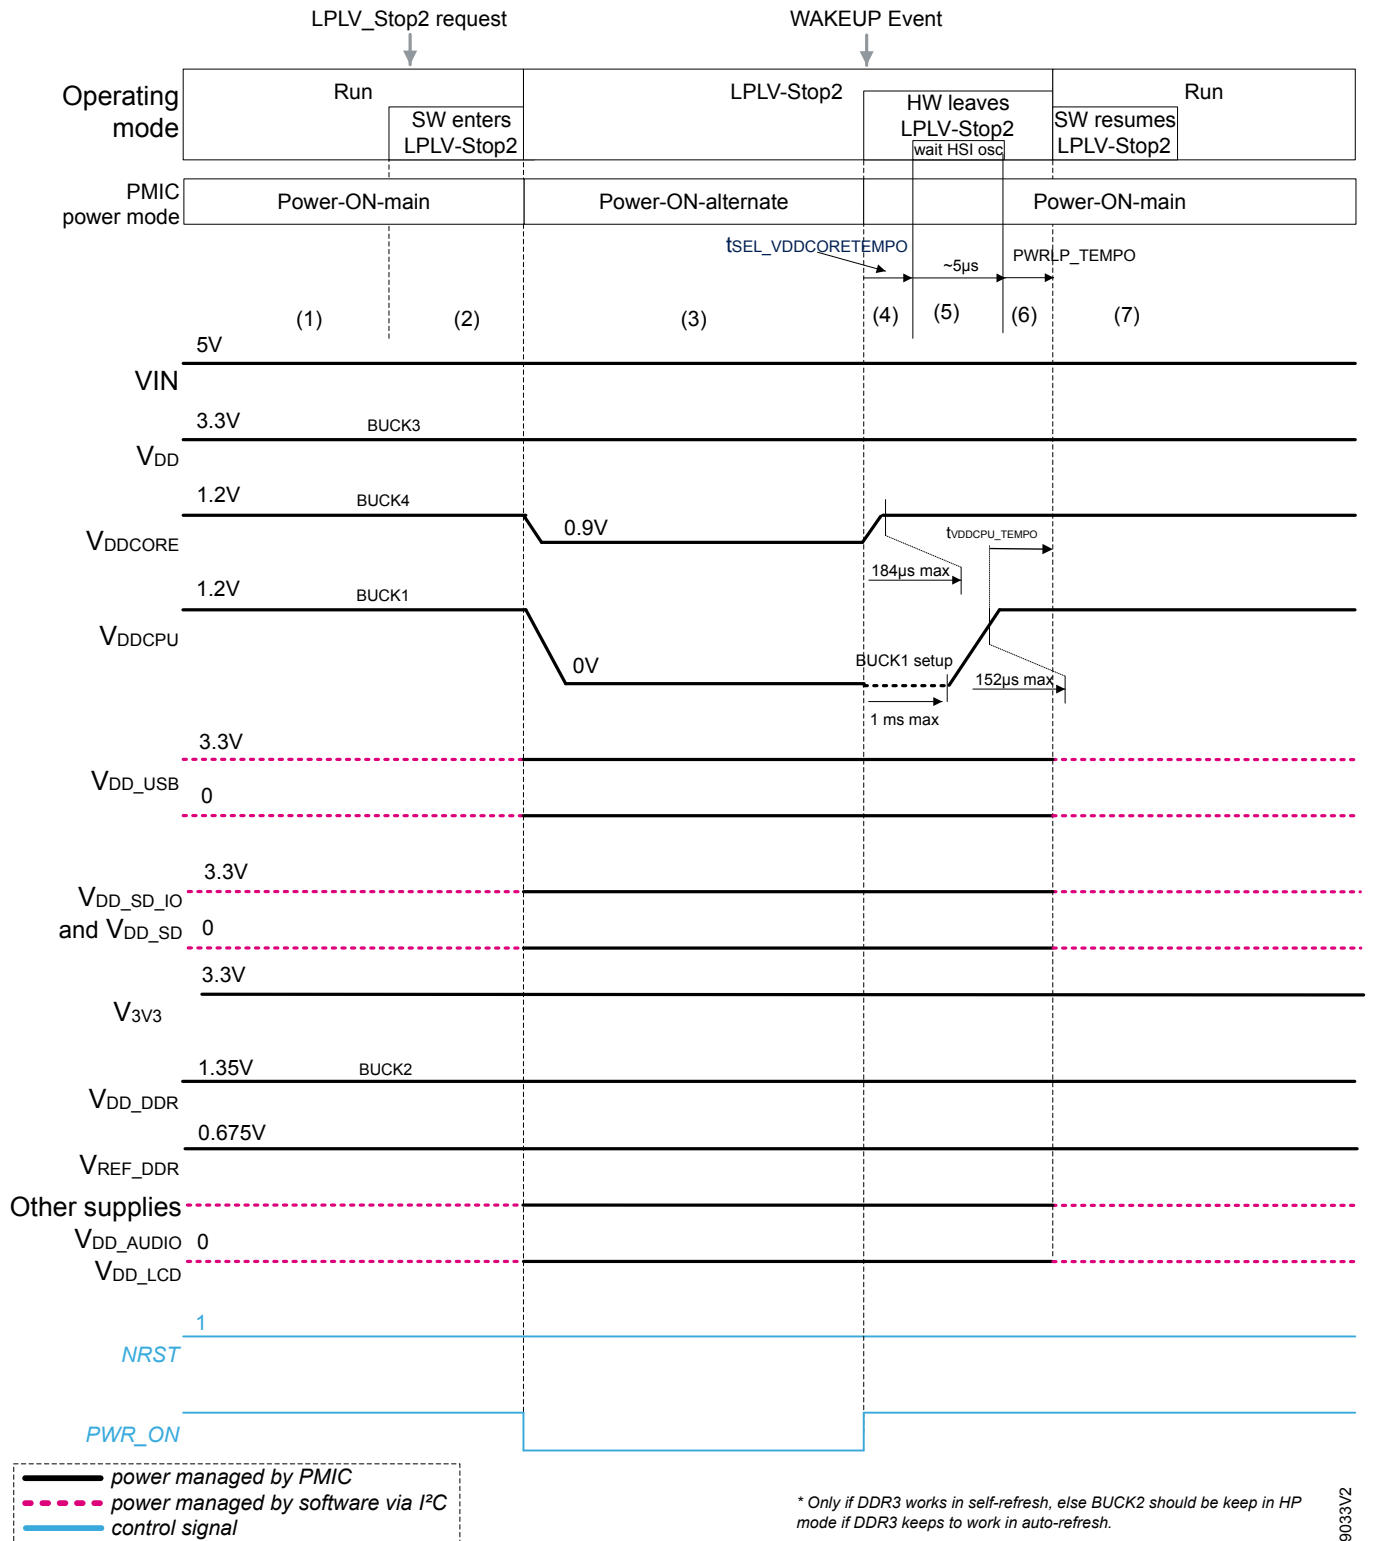 LPLV_Stop2 request
WAKEUP Event
Operating
mode
Run
SW enters
LPLV-Stop2
LPLV-Stop2
HW leaves
LPLV-Stop2
wait HSI osc
Run
SW resumes
LPLV-Stop2
PMIC
power mode
Power-ON-main
Power-ON-alternate
Power-ON-main
tSEL_VDDCORETEMPO
~5µs
PWRLP_TEMPO
(1)
(2)
(3)
(4)
(5)
(6)
(7)
5V
VIN
3.3V
BUCK3
VDD
1.2V
BUCK4
0.9V
VDDCORE
184µs max
tVDDCPU_TEMPO
1.2V
BUCK1
VDDCPU
0V
BUCK1 setup
152µs max
1 ms max
3.3V
VDD_USB
0
3.3V
VDD_SD_IO
and VDD_SD
0
3.3V
V3V3
1.35V
BUCK2
VDD_DDR
0.675V
VREF_DDR
Other supplies
VDD_AUDIO
0
VDD_LCD
1
NRST
PWR_ON
power managed by PMIC
power managed by software via I²C
control signal
* Only if DDR3 works in self-refresh, else BUCK2 should be keep in HP
mode if DDR3 keeps to work in auto-refresh.
9033V2